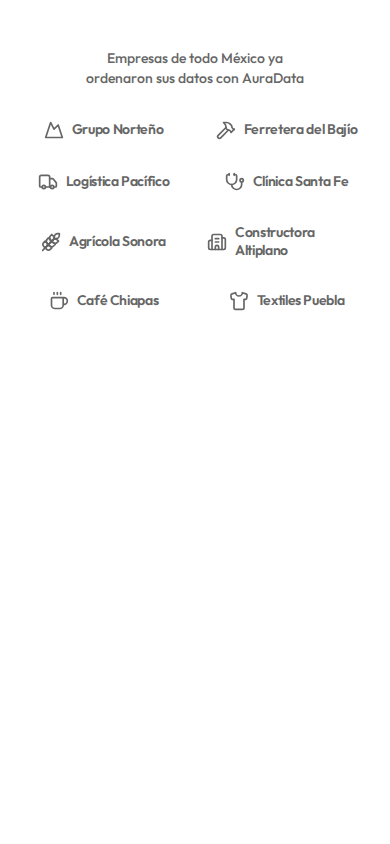 Empresas de todo México ya
ordenaron sus datos con AuraData
Grupo Norteño
Ferretera del Bajío
Logística Pacífico
Clínica Santa Fe
Agrícola Sonora
Constructora
Altiplano
Café Chiapas
Textiles Puebla